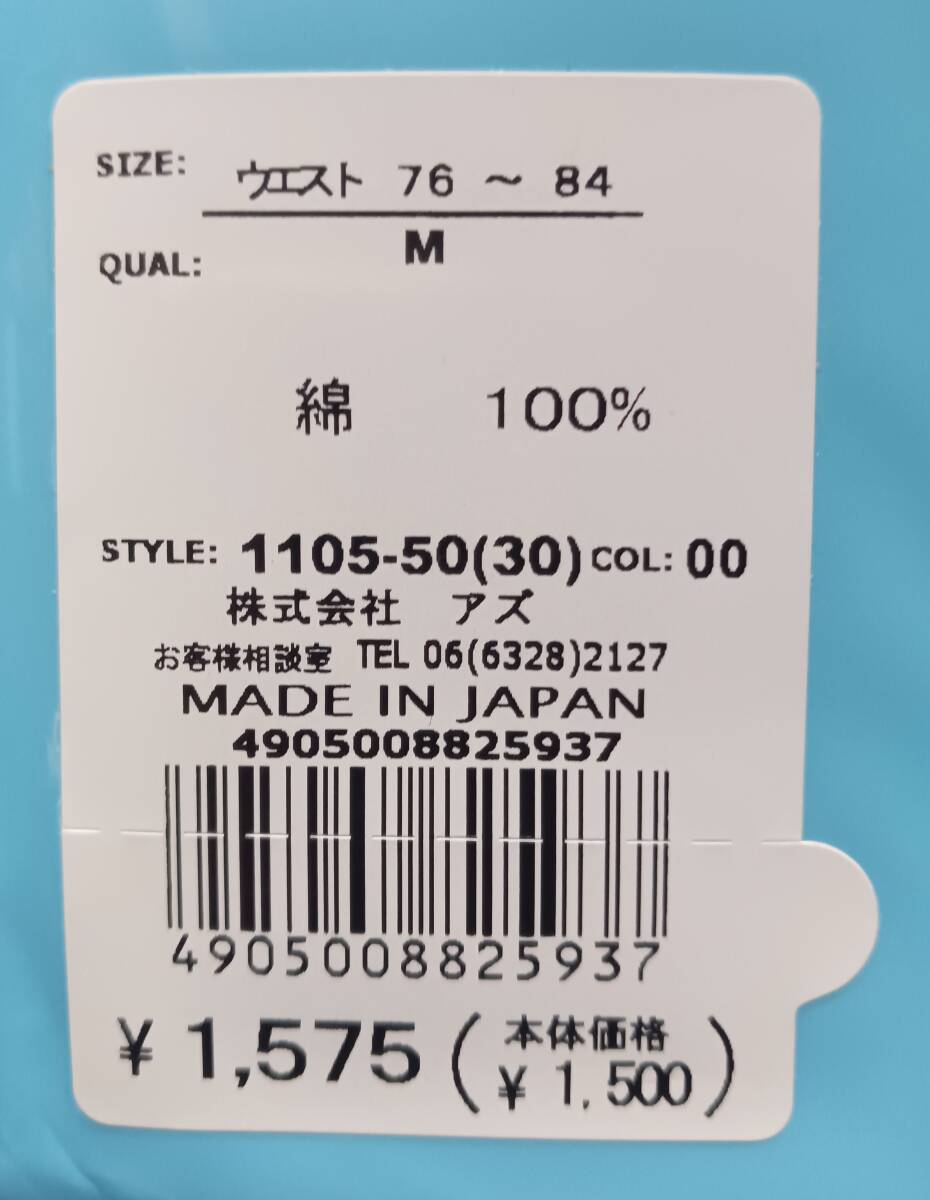 SIZE: ウエスト 76 ~ 84
M
QUAL:
綿 100%
STYLE: 1105-50(30) COL: 00
株式会社 アズ
お客様相談室 TEL 06(6328)2127
MADE IN JAPAN
4905008825937
4905008825937
¥1,575 (本体価格
¥1,500)